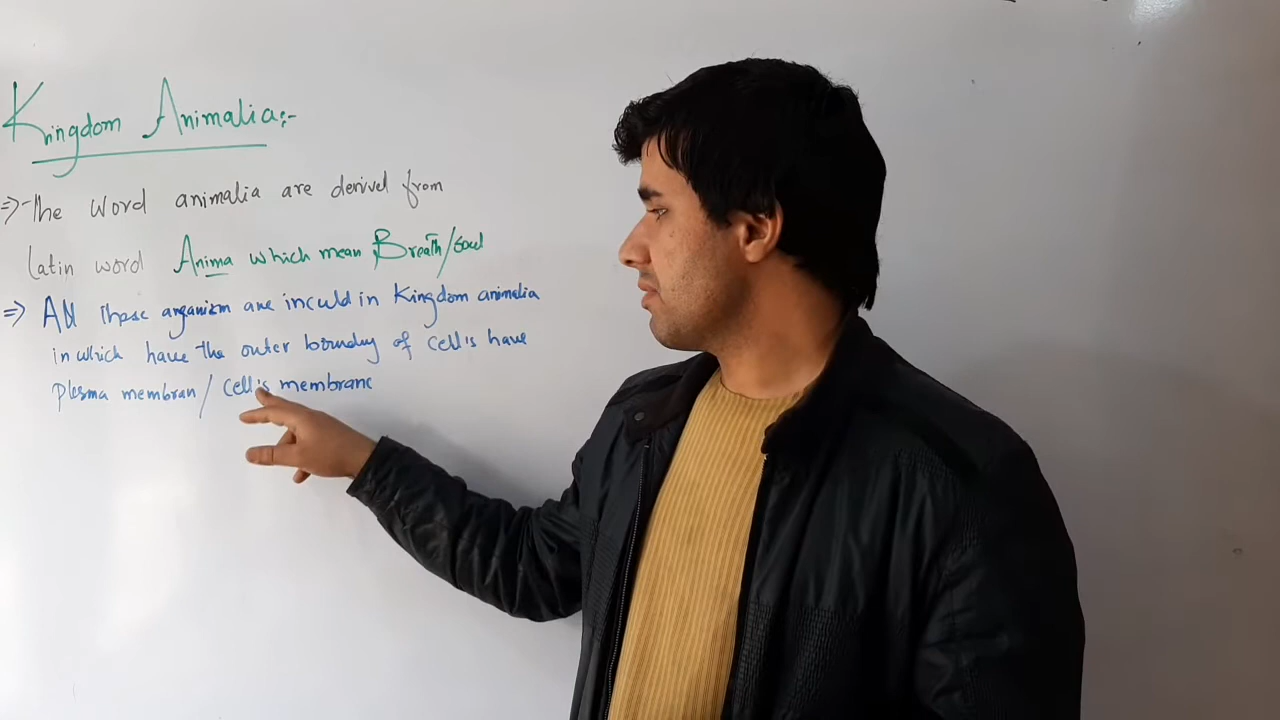 Kingdom Animalia:-
⇒ The word animalia are derived from
Latin word Anima which mean Breath/soul
⇒ All these organism are inculd in Kingdom animalia
in which have the outer boundry of cell's have
Plesma membran / cell's membrane